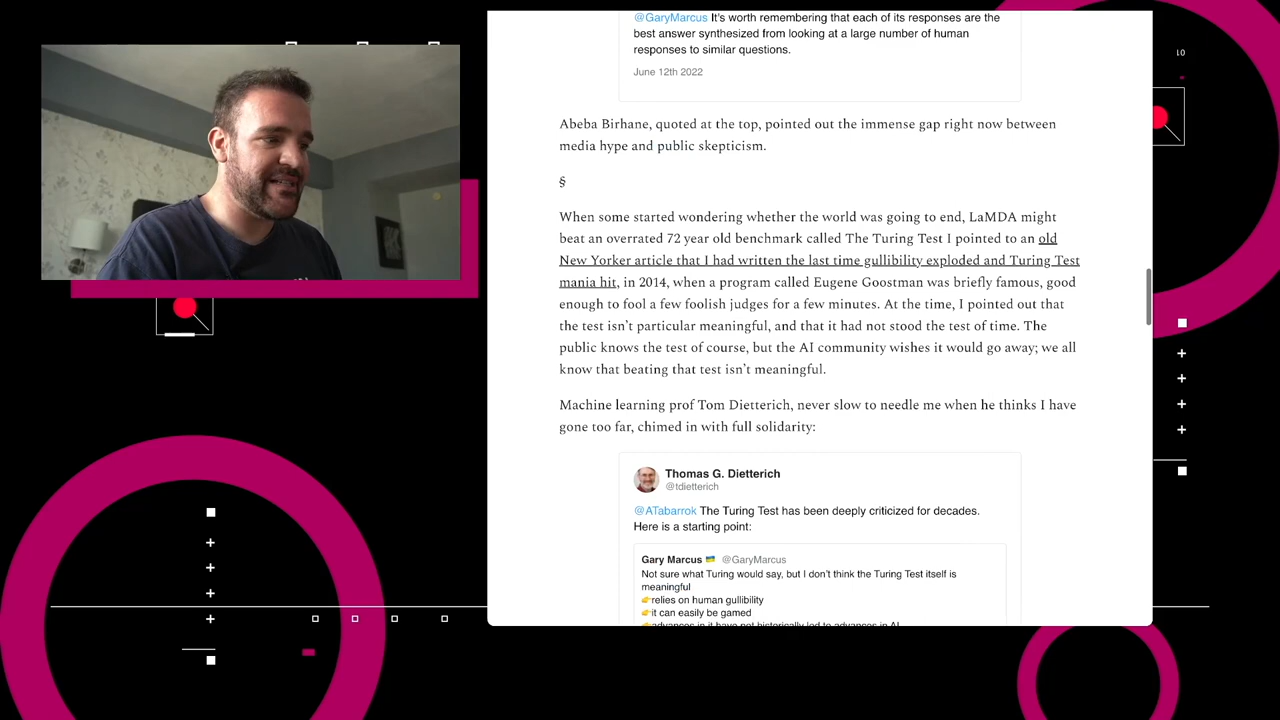 @GaryMarcus It's worth remembering that each of its responses are the
best answer synthesized from looking at a large number of human
responses to similar questions.
June 12th 2022
Abeba Birhane, quoted at the top, pointed out the immense gap right now between
media hype and public skepticism.
§
When some started wondering whether the world was going to end, LaMDA might
beat an overrated 72 year old benchmark called The Turing Test I pointed to an old
New Yorker article that I had written the last time gullibility exploded and Turing Test
mania hit, in 2014, when a program called Eugene Goostman was briefly famous, good
enough to fool a few foolish judges for a few minutes. At the time, I pointed out that
the test isn't particular meaningful, and that it had not stood the test of time. The
public knows the test of course, but the AI community wishes it would go away; we all
know that beating that test isn't meaningful.
Machine learning prof Tom Dietterich, never slow to needle me when he thinks I have
gone too far, chimed in with full solidarity:
Thomas G. Dietterich
@tdietterich
@ATabarrok The Turing Test has been deeply criticized for decades.
Here is a starting point:
Gary Marcus 🇺🇦 @GaryMarcus
Not sure what Turing would say, but I don't think the Turing Test itself is
meaningful
👉relies on human gullibility
👉it can easily be gamed
👉advances in it have not historically led to advances in AI